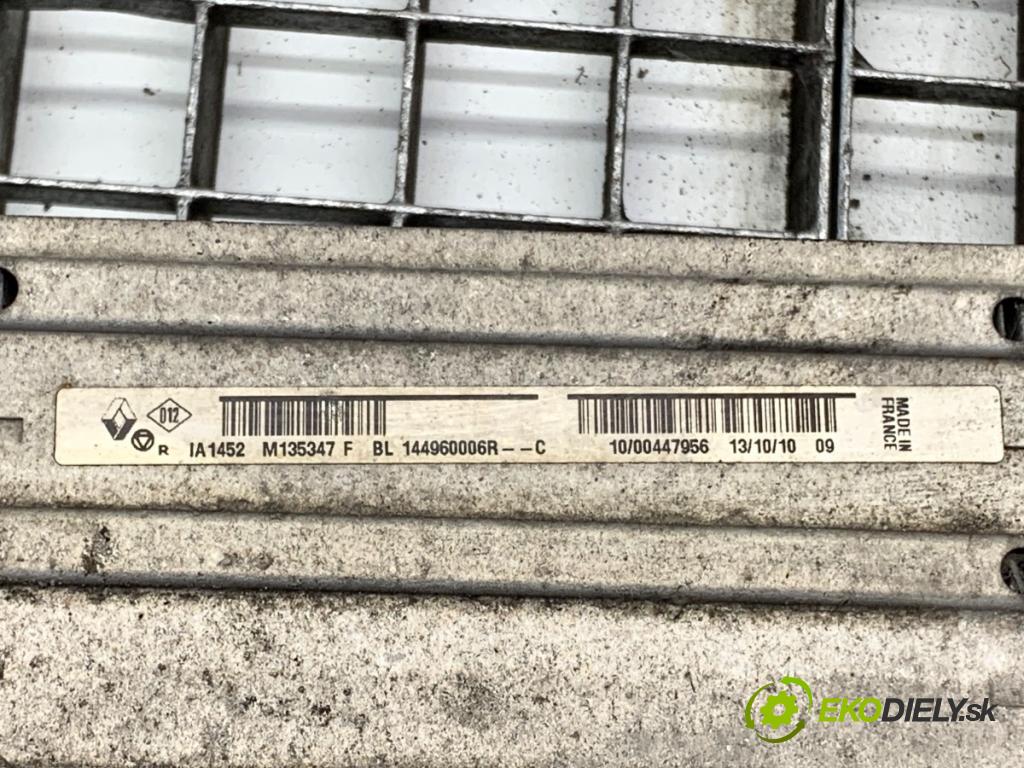 012
R IA1452 M135347 F BL 144960006R--C 10/00447956 13/10/10 09
MADE IN
FRANCE
EKODIELY.sk